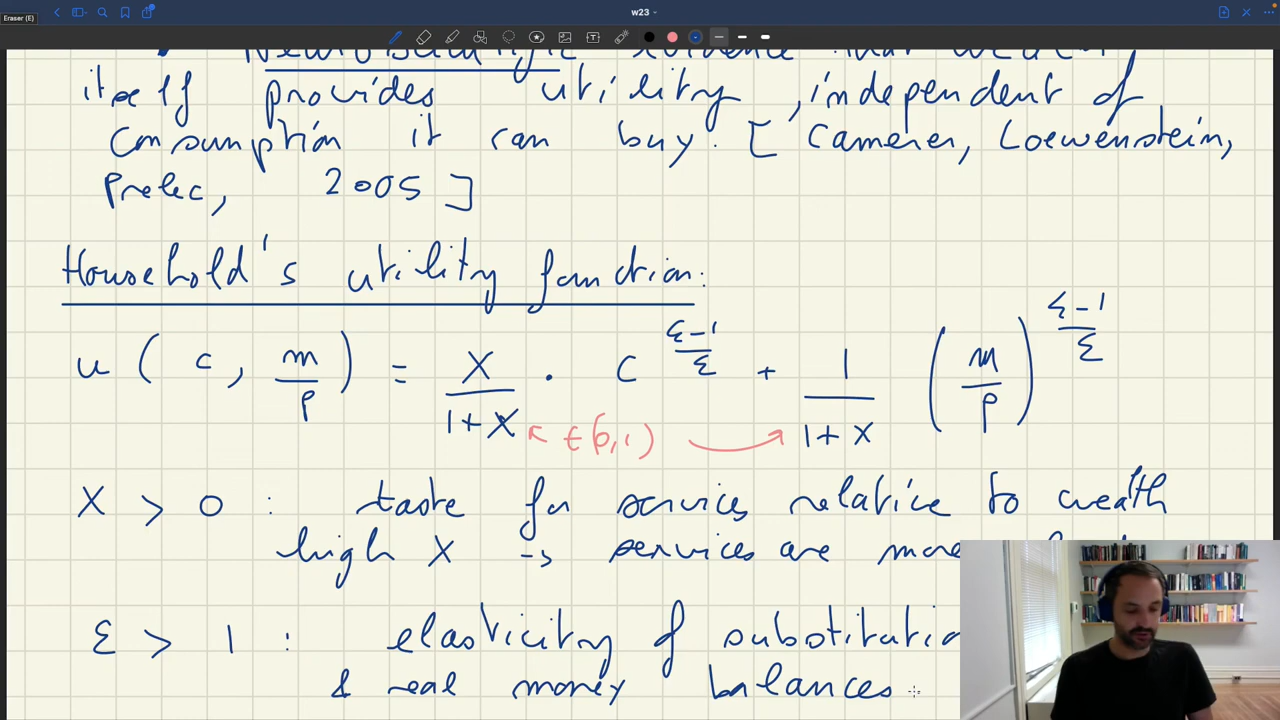 Eraser (E)
w23
itself provides utility, independent of
consumption it can buy. [Camerer, Loewenstein,
Prelec, 2005]
Household's utility function:
u(c, m/p) = χ/(1+χ) · c^((ε-1)/ε) + 1/(1+χ) (m/p)^((ε-1)/ε)
∈(0,1)
χ > 0 : taste for services relative to wealth
high χ → services are more
ε > 1 : elasticity of
& real money balances